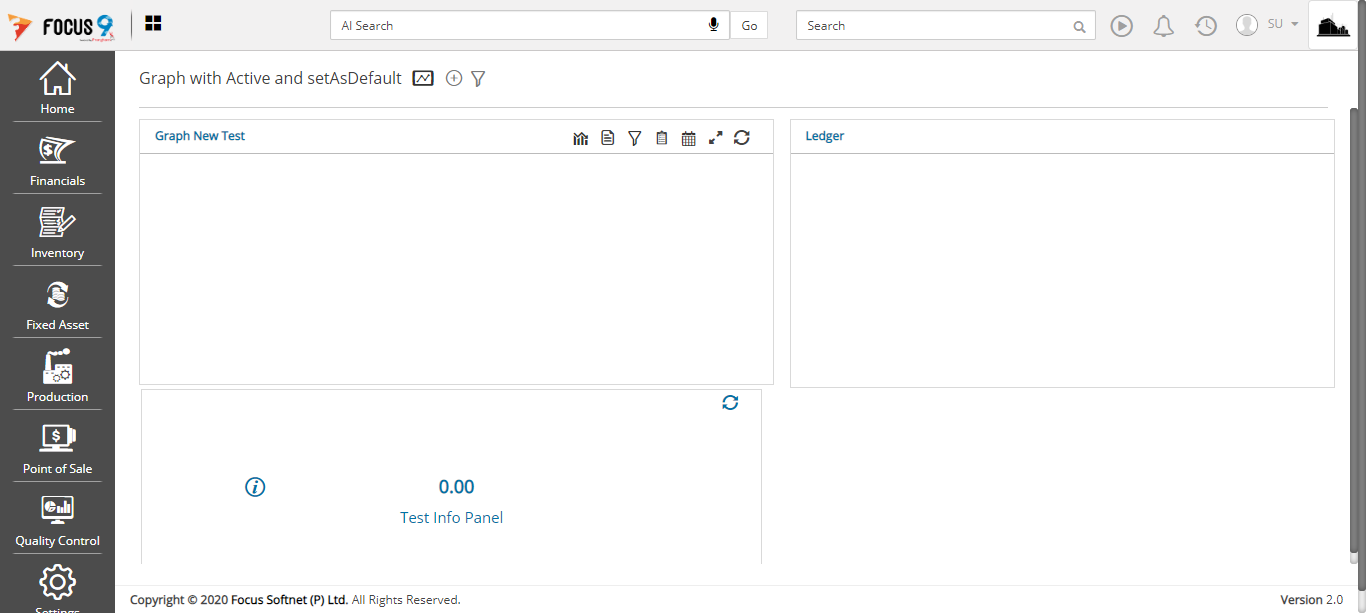 FOCUS 9
AI Search
Go
Search
SU
Home
Financials
Inventory
Fixed Asset
Production
Point of Sale
Quality Control
Settings
Graph with Active and setAsDefault
Graph New Test
Ledger
0.00
Test Info Panel
Copyright © 2020 Focus Softnet (P) Ltd. All Rights Reserved.
Version 2.0